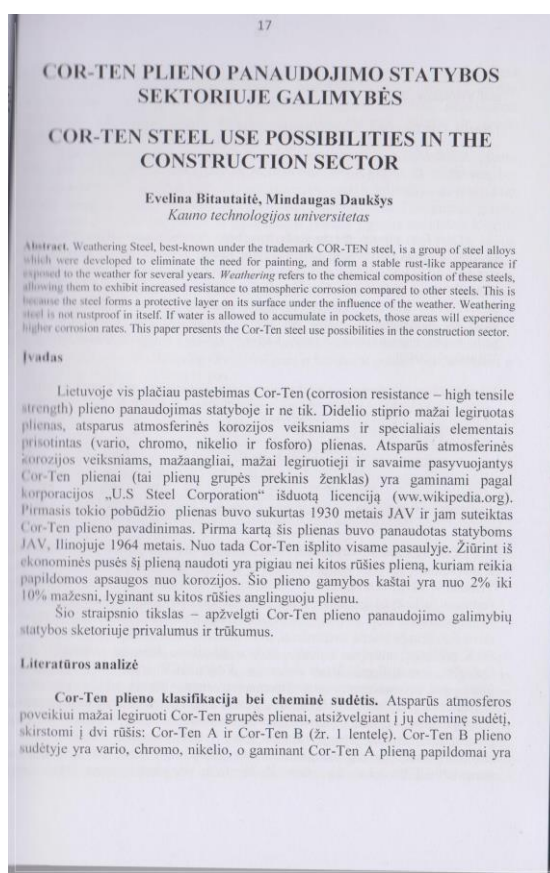 17
COR-TEN PLIENO PANAUDOJIMO STATYBOS
SEKTORIUJE GALIMYBĖS
COR-TEN STEEL USE POSSIBILITIES IN THE
CONSTRUCTION SECTOR
Evelina Bitautaitė, Mindaugas Daukšys
Kauno technologijos universitetas
Abstract. Weathering Steel, best-known under the trademark COR-TEN steel, is a group of steel alloys
which were developed to eliminate the need for painting, and form a stable rust-like appearance if
exposed to the weather for several years. Weathering refers to the chemical composition of these steels,
allowing them to exhibit increased resistance to atmospheric corrosion compared to other steels. This is
because the steel forms a protective layer on its surface under the influence of the weather. Weathering
steel is not rustproof in itself. If water is allowed to accumulate in pockets, those areas will experience
higher corrosion rates. This paper presents the Cor-Ten steel use possibilities in the construction sector.
Įvadas
Lietuvoje vis plačiau pastebimas Cor-Ten (corrosion resistance – high tensile
strength) plieno panaudojimas statyboje ir ne tik. Didelio stiprio mažai legiruotas
plienas, atsparus atmosferinės korozijos veiksniams ir specialiais elementais
prisotintas (vario, chromo, nikelio ir fosforo) plienas. Atsparūs atmosferinės
korozijos veiksniams, mažaangliai, mažai legiruotieji ir savaime pasyvuojantys
Cor-Ten plienai (tai plienų grupės prekinis ženklas) yra gaminami pagal
korporacijos „U.S Steel Corporation“ išduotą licenciją (ww.wikipedia.org).
Pirmasis tokio pobūdžio plienas buvo sukurtas 1930 metais JAV ir jam suteiktas
Cor-Ten plieno pavadinimas. Pirma kartą šis plienas buvo panaudotas statyboms
JAV, Ilinojuje 1964 metais. Nuo tada Cor-Ten išplito visame pasaulyje. Žiūrint iš
ekonominės pusės šį plieną naudoti yra pigiau nei kitos rūšies plieną, kuriam reikia
papildomos apsaugos nuo korozijos. Šio plieno gamybos kaštai yra nuo 2% iki
10% mažesni, lyginant su kitos rūšies anglinguoju plienu.
Šio straipsnio tikslas – apžvelgti Cor-Ten plieno panaudojimo galimybių
statybos sketoriuje privalumus ir trūkumus.
Literatūros analizė
Cor-Ten plieno klasifikacija bei cheminė sudėtis. Atsparūs atmosferos
poveikiui mažai legiruoti Cor-Ten grupės plienai, atsižvelgiant į jų cheminę sudėtį,
skirstomi į dvi rūšis: Cor-Ten A ir Cor-Ten B (žr. 1 lentelę). Cor-Ten B plieno
sudėtyje yra vario, chromo, nikelio, o gaminant Cor-Ten A plieną papildomai yra